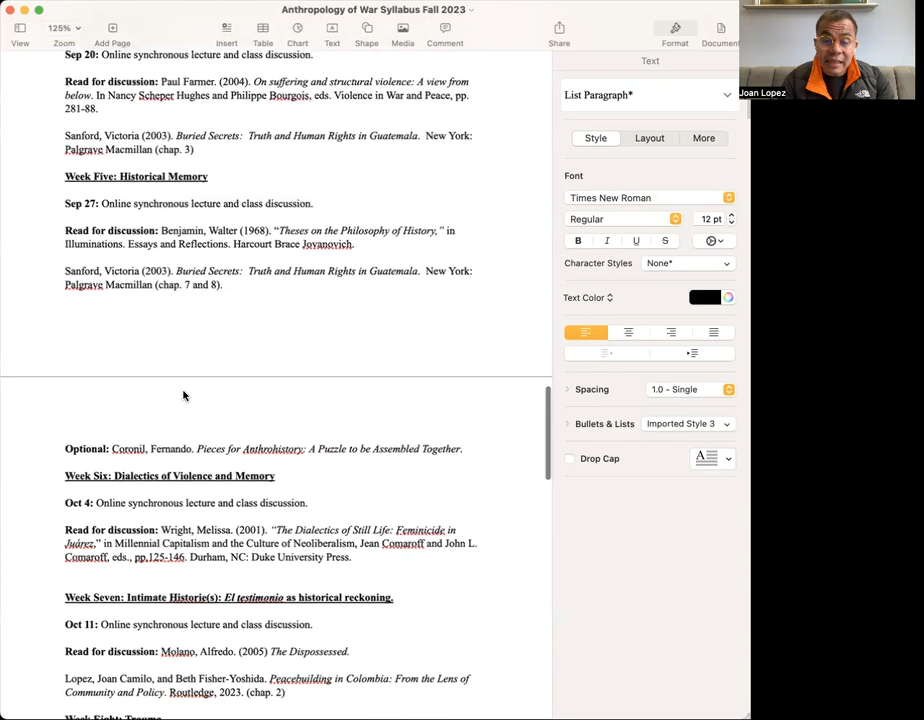 Anthropology of War Syllabus Fall 2023
125%
View
Zoom
Add Page
Insert
Table
Chart
Text
Shape
Media
Comment
Share
Format
Document
Joan Lopez
Sep 20: Online synchronous lecture and class discussion.
Read for discussion: Paul Farmer. (2004). On suffering and structural violence: A view from
below. In Nancy Scheper Hughes and Philippe Bourgois, eds. Violence in War and Peace, pp.
281-88.
Sanford, Victoria (2003). Buried Secrets: Truth and Human Rights in Guatemala. New York:
Palgrave Macmillan (chap. 3)
Week Five: Historical Memory
Sep 27: Online synchronous lecture and class discussion.
Read for discussion: Benjamin, Walter (1968). “Theses on the Philosophy of History,” in
Illuminations. Essays and Reflections. Harcourt Brace Jovanovich.
Sanford, Victoria (2003). Buried Secrets: Truth and Human Rights in Guatemala. New York:
Palgrave Macmillan (chap. 7 and 8).
Optional: Coronil, Fernando. Pieces for Anthrohistory: A Puzzle to be Assembled Together.
Week Six: Dialectics of Violence and Memory
Oct 4: Online synchronous lecture and class discussion.
Read for discussion: Wright, Melissa. (2001). “The Dialectics of Still Life: Feminicide in
Juárez,” in Millennial Capitalism and the Culture of Neoliberalism, Jean Comaroff and John L.
Comaroff, eds., pp,125-146. Durham, NC: Duke University Press.
Week Seven: Intimate Historie(s): El testimonio as historical reckoning.
Oct 11: Online synchronous lecture and class discussion.
Read for discussion: Molano, Alfredo. (2005) The Dispossessed.
Lopez, Joan Camilo, and Beth Fisher-Yoshida. Peacebuilding in Colombia: From the Lens of
Community and Policy. Routledge, 2023. (chap. 2)
Week Eight: Trauma
Text
List Paragraph*
Style
Layout
More
Font
Times New Roman
Regular
12 pt
B
I
U
S
Character Styles
None*
Text Color
Spacing
1.0 - Single
Bullets & Lists
Imported Style 3
Drop Cap
A